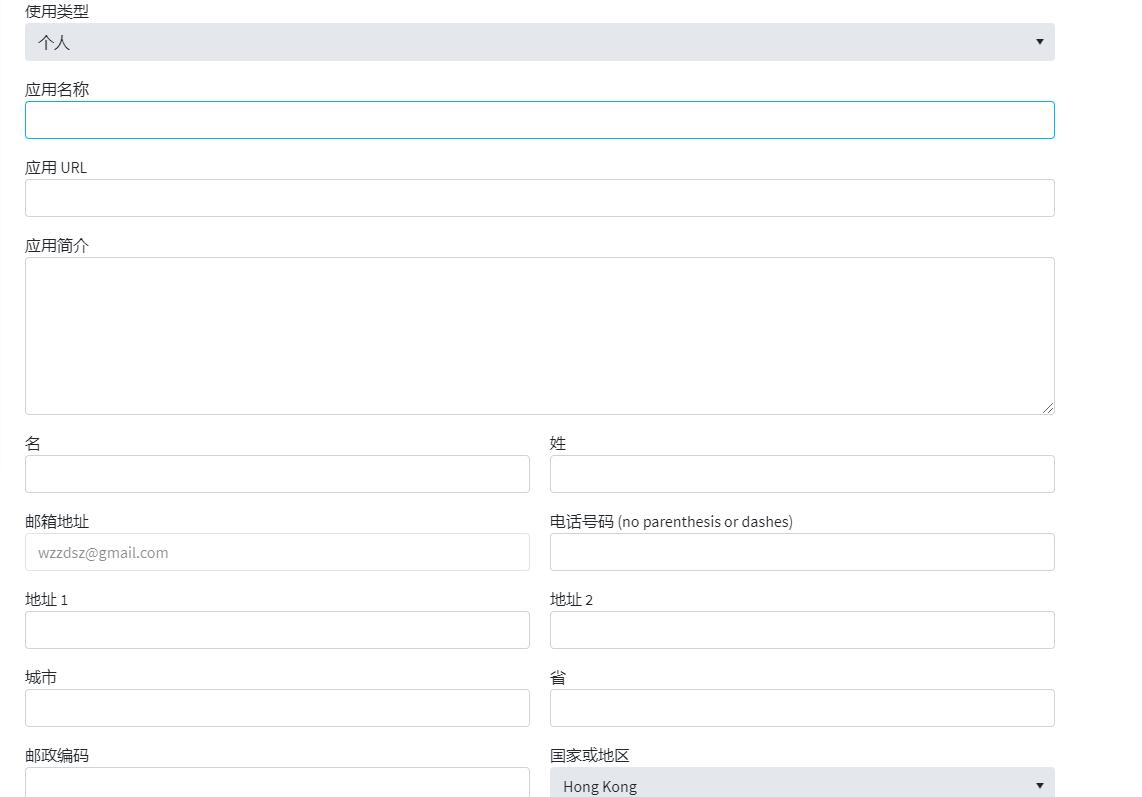 使用类型
个人
应用名称
应用 URL
应用简介
名 姓
邮箱地址 电话号码 (no parenthesis or dashes)
wzzdsz@gmail.com
地址 1 地址 2
城市 省
邮政编码 国家或地区
Hong Kong